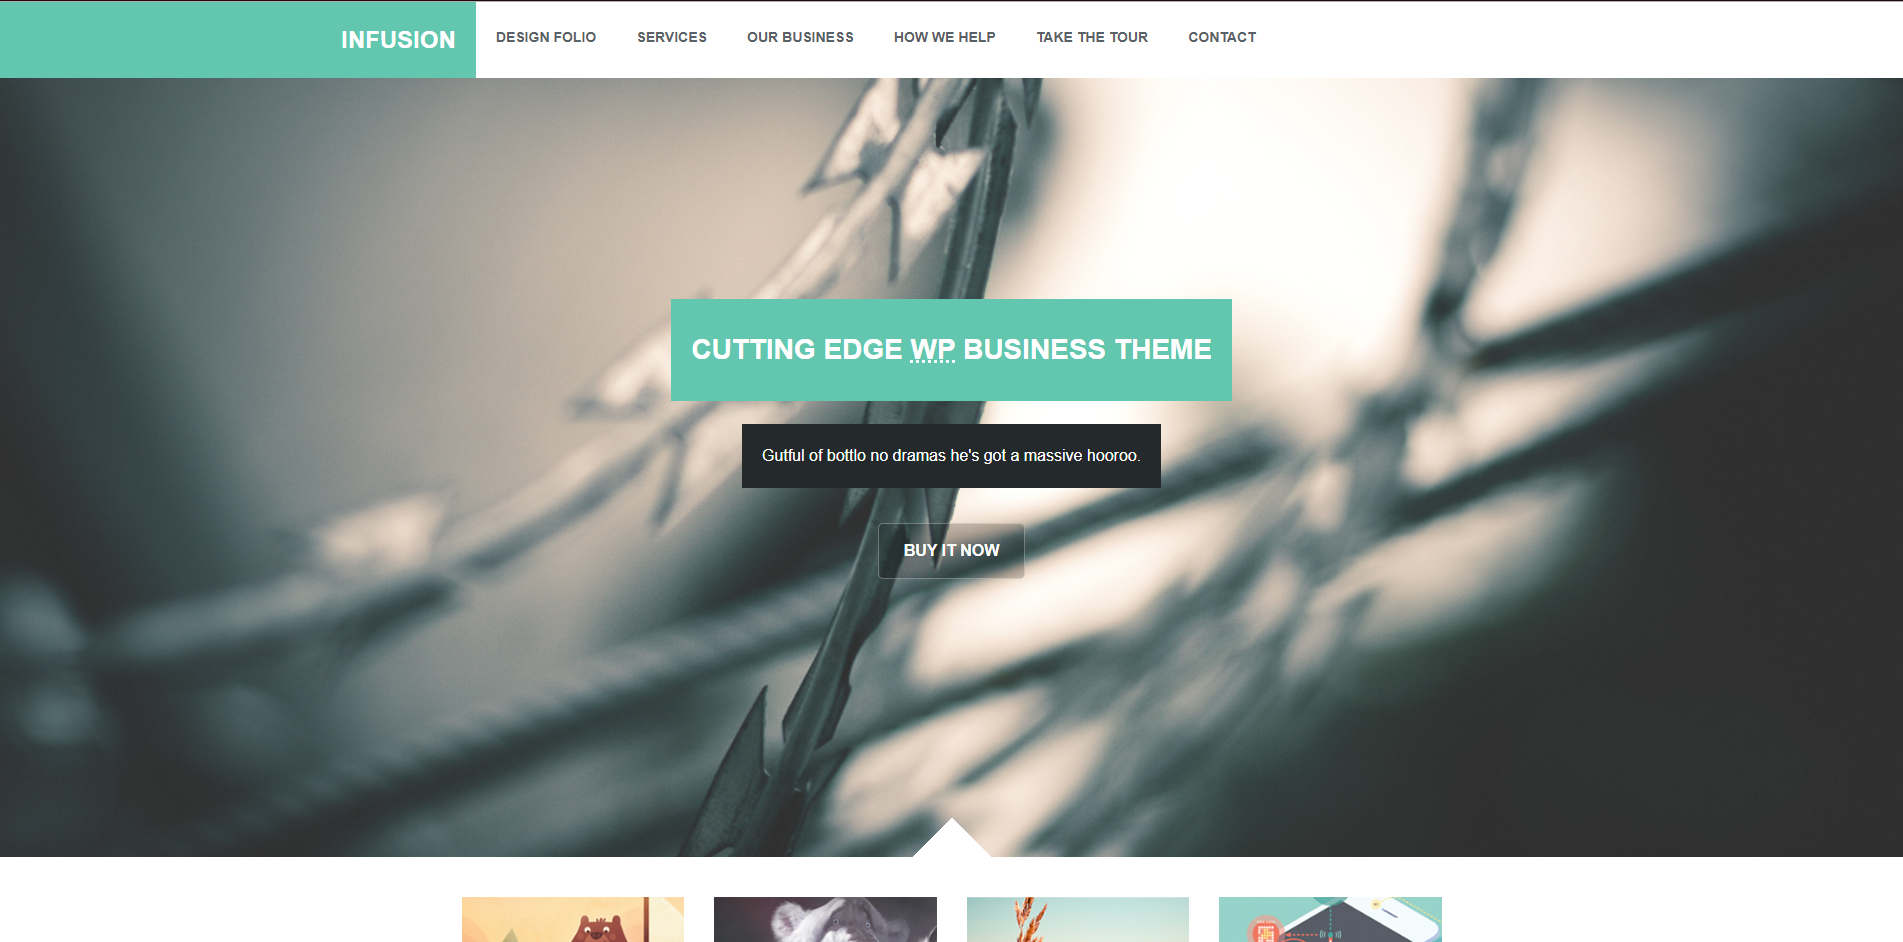 INFUSION
DESIGN FOLIO SERVICES OUR BUSINESS HOW WE HELP TAKE THE TOUR CONTACT
CUTTING EDGE WP BUSINESS THEME
Gutful of bottlo no dramas he's got a massive hooroo.
BUY IT NOW